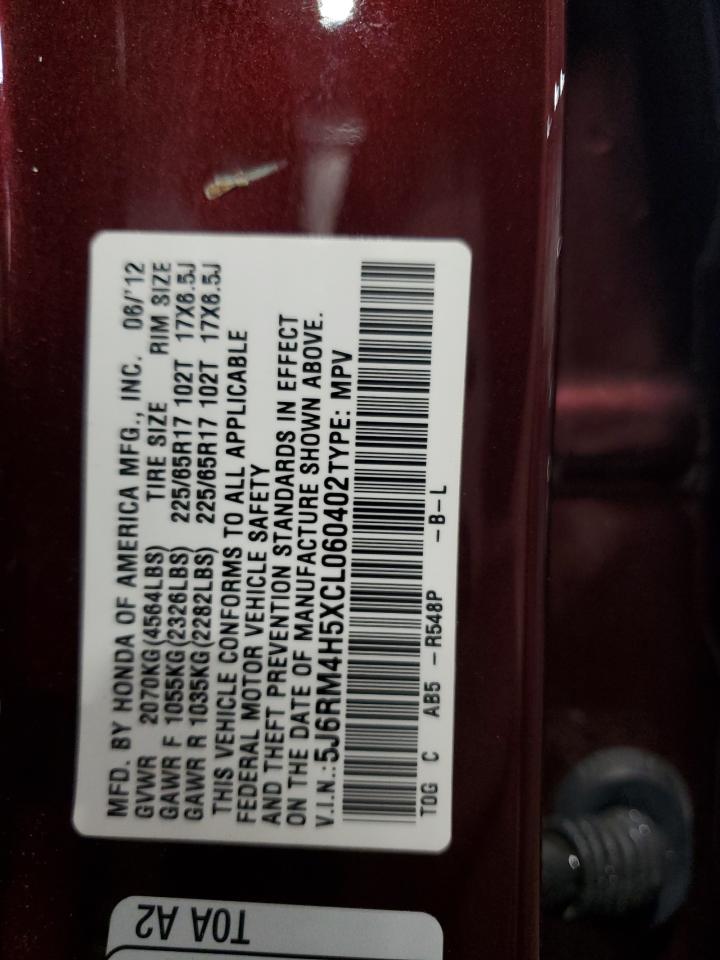 MFD. BY HONDA OF AMERICA MFG., INC. 06/'12
GVWR 2070KG(4564LBS) TIRE SIZE RIM SIZE
GAWR F 1055KG(2326LBS) 225/65R17 102T 17X6.5J
GAWR R 1035KG(2282LBS) 225/65R17 102T 17X6.5J
THIS VEHICLE CONFORMS TO ALL APPLICABLE
FEDERAL MOTOR VEHICLE SAFETY
AND THEFT PREVENTION STANDARDS IN EFFECT
ON THE DATE OF MANUFACTURE SHOWN ABOVE.
V.I.N.:5J6RM4H5XCL060402TYPE: MPV
TOG C AB5 -R548P -B-L
TOA A2